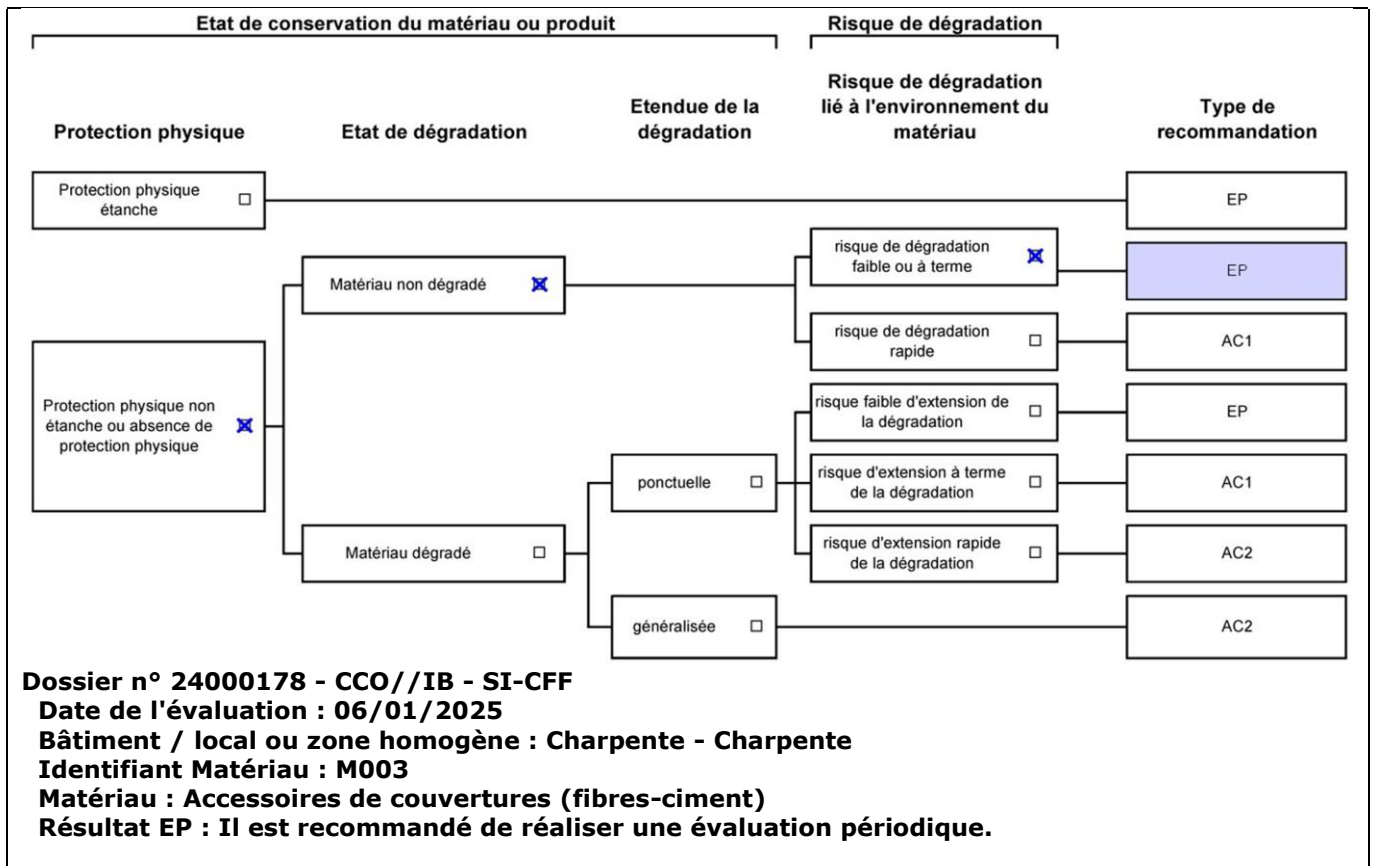 Etat de conservation du matériau ou produit
Risque de dégradation
Protection physique
Etat de dégradation
Etendue de la
dégradation
Risque de dégradation
lié à l'environnement du
matériau
Type de
recommandation
Protection physique
étanche
EP
risque de dégradation
faible ou à terme
EP
Matériau non dégradé
risque de dégradation
rapide
AC1
Protection physique non
étanche ou absence de
protection physique
risque faible d'extension de
la dégradation
EP
ponctuelle
risque d'extension à terme
de la dégradation
AC1
Matériau dégradé
risque d'extension rapide
de la dégradation
AC2
généralisée
AC2
Dossier n° 24000178 - CCO//IB - SI-CFF
Date de l'évaluation : 06/01/2025
Bâtiment / local ou zone homogène : Charpente - Charpente
Identifiant Matériau : M003
Matériau : Accessoires de couvertures (fibres-ciment)
Résultat EP : Il est recommandé de réaliser une évaluation périodique.